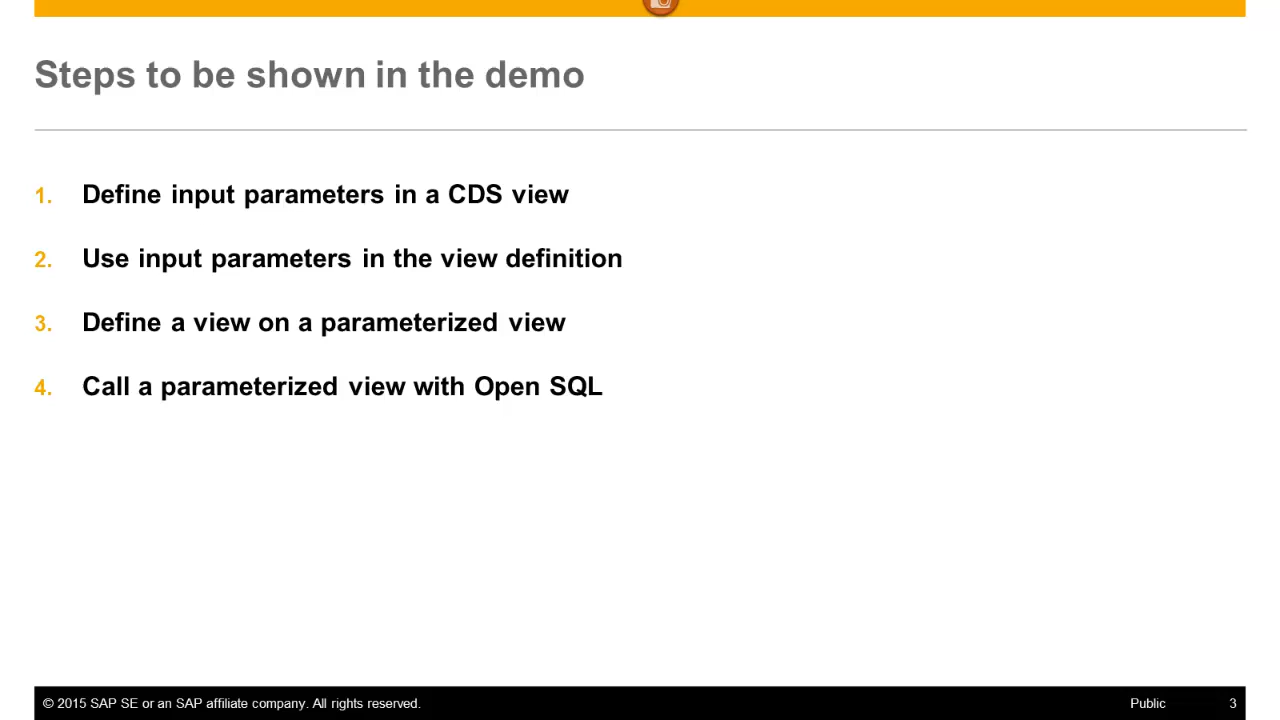 Steps to be shown in the demo
1. Define input parameters in a CDS view
2. Use input parameters in the view definition
3. Define a view on a parameterized view
4. Call a parameterized view with Open SQL
© 2015 SAP SE or an SAP affiliate company. All rights reserved. Public 3